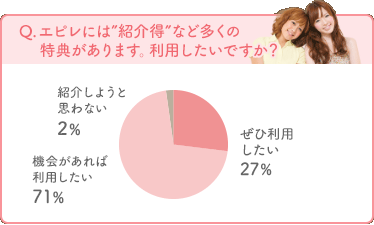 Q.エピレには"紹介得"など多くの
特典があります。利用したいですか？
紹介しようと
思わない
2%
ぜひ利用
したい
27%
機会があれば
利用したい
71%